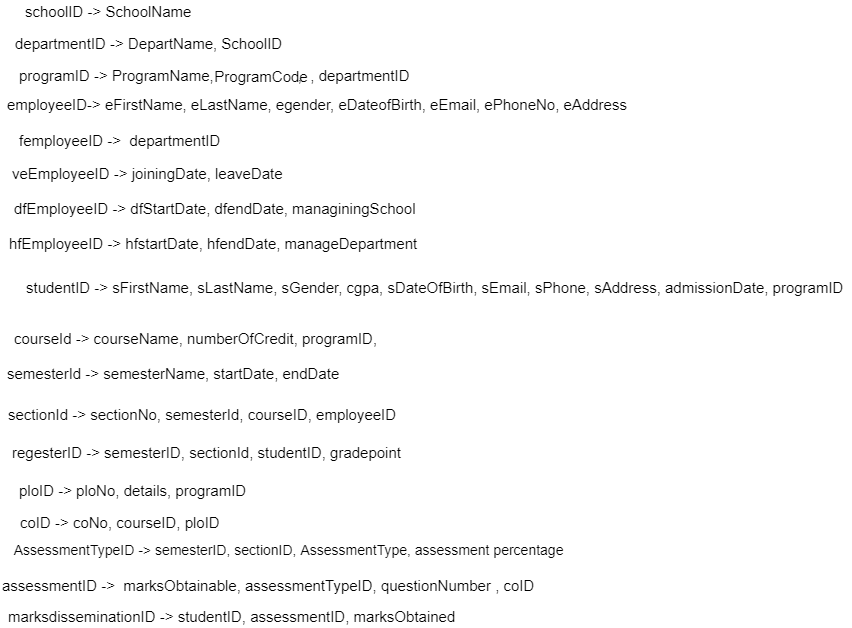 schoolID -> SchoolName
departmentID -> DepartName, SchoolID
programID -> ProgramName,ProgramCode , departmentID
employeeID-> eFirstName, eLastName, egender, eDateofBirth, eEmail, ePhoneNo, eAddress
femployeeID -> departmentID
veEmployeeID -> joiningDate, leaveDate
dfEmployeeID -> dfStartDate, dfendDate, managiningSchool
hfEmployeeID -> hfstartDate, hfendDate, manageDepartment
studentID -> sFirstName, sLastName, sGender, cgpa, sDateOfBirth, sEmail, sPhone, sAddress, admissionDate, programID
courseId -> courseName, numberOfCredit, programID,
semesterId -> semesterName, startDate, endDate
sectionId -> sectionNo, semesterId, courseID, employeeID
regesterID -> semesterID, sectionId, studentID, gradepoint
ploID -> ploNo, details, programID
coID -> coNo, courseID, ploID
AssessmentTypeID -> semesterID, sectionID, AssessmentType, assessment percentage
assessmentID -> marksObtainable, assessmentTypeID, questionNumber , coID
marksdisseminationID -> studentID, assessmentID, marksObtained